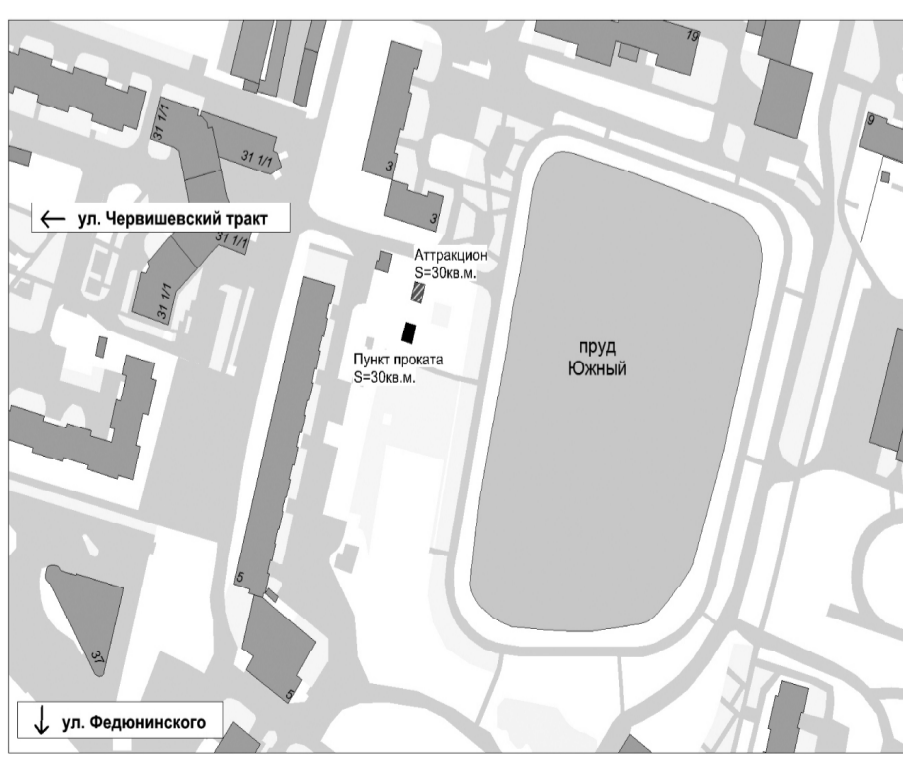 19
9
31 1/1
31 1/1
3
3
← ул. Червишевский тракт
31 1/1
31 1/1
Аттракцион
S=30кв.м.
Пункт проката
S=30кв.м.
пруд
Южный
5
37
5
↓ ул. Федюнинского